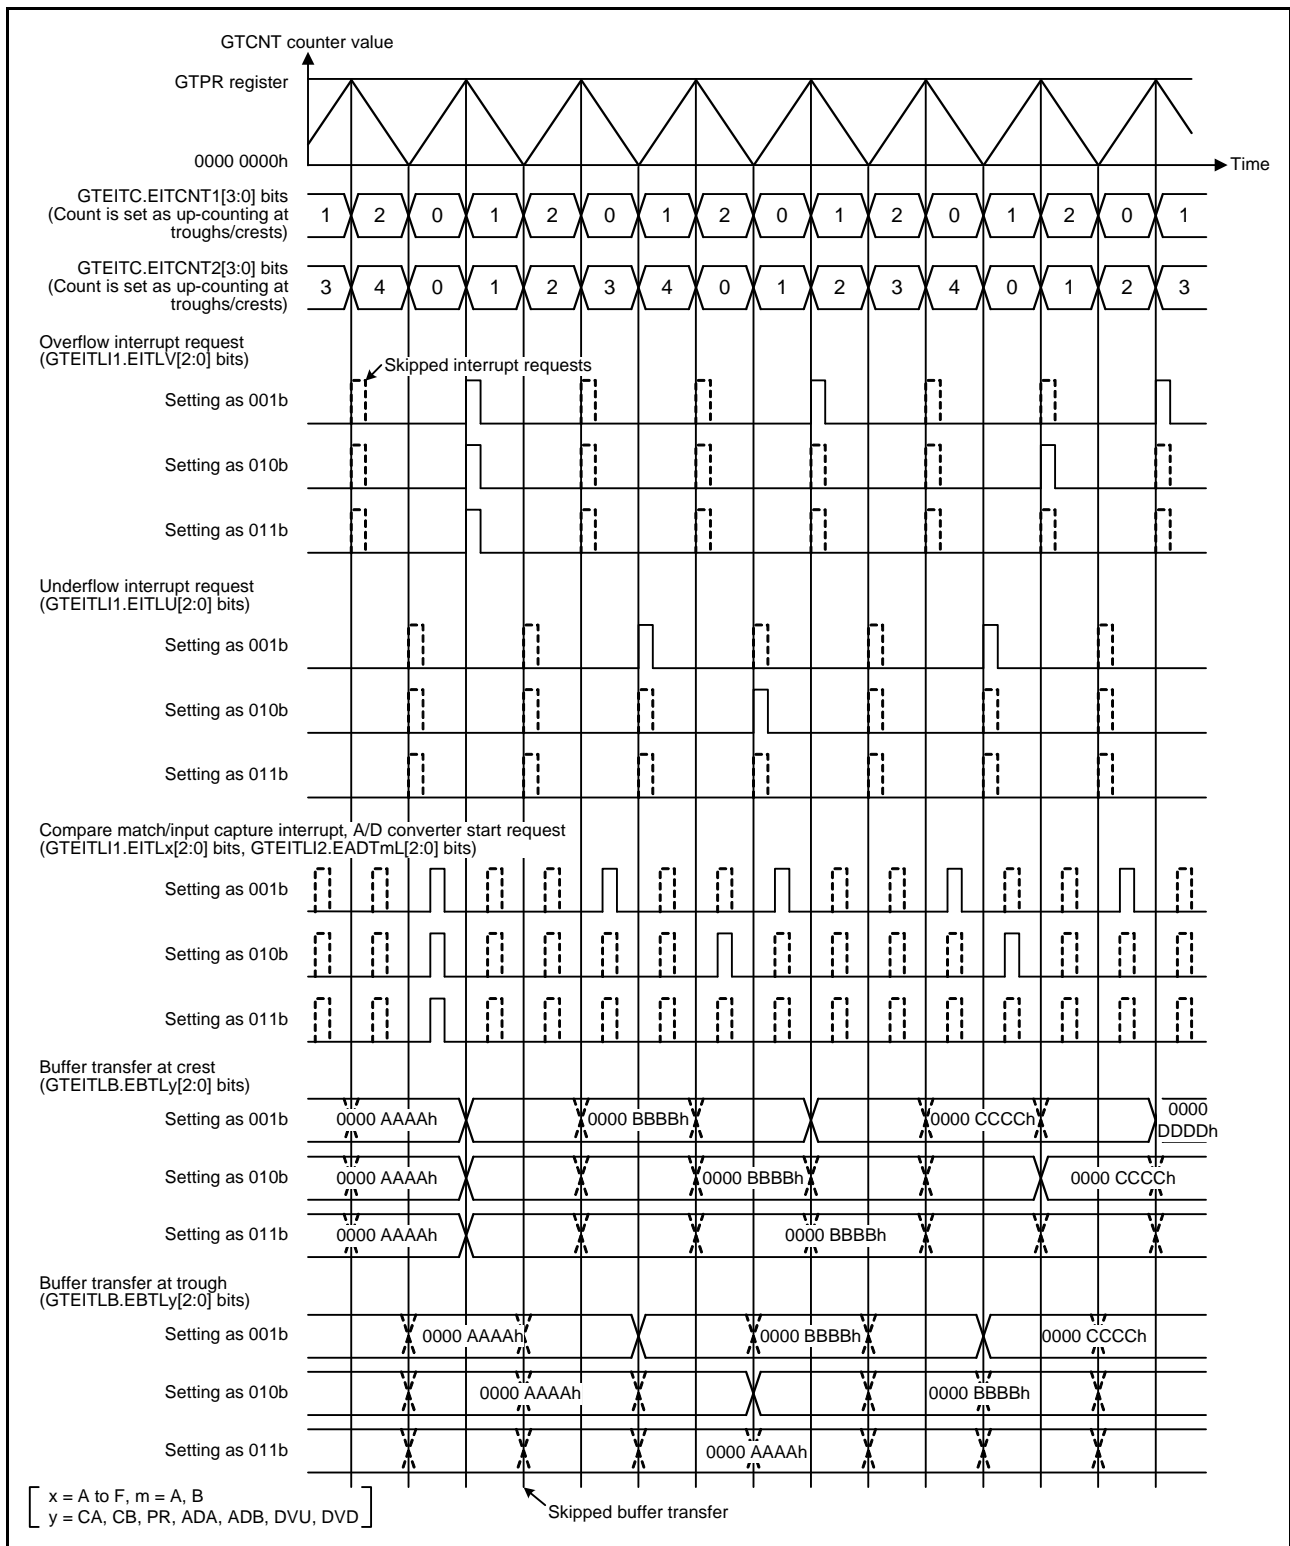 GTCNT counter value
GTPR register
0000 0000h
Time
GTEITC.EITCNT1[3:0] bits
(Count is set as up-counting at
troughs/crests)
1 2 0 1 2 0 1 2 0 1 2 0 1 2 0 1
GTEITC.EITCNT2[3:0] bits
(Count is set as up-counting at
troughs/crests)
3 4 0 1 2 3 4 0 1 2 3 4 0 1 2 3
Overflow interrupt request
(GTEITLI1.EITLV[2:0] bits)
Skipped interrupt requests
Setting as 001b
Setting as 010b
Setting as 011b
Underflow interrupt request
(GTEITLI1.EITLU[2:0] bits)
Setting as 001b
Setting as 010b
Setting as 011b
Compare match/input capture interrupt, A/D converter start request
(GTEITLI1.EITLx[2:0] bits, GTEITLI2.EADTmL[2:0] bits)
Setting as 001b
Setting as 010b
Setting as 011b
Buffer transfer at crest
(GTEITLB.EBTLy[2:0] bits)
Setting as 001b 0000 AAAAh 0000 BBBBh 0000 CCCCh 0000
DDDDh
Setting as 010b 0000 AAAAh 0000 BBBBh 0000 CCCCh
Setting as 011b 0000 AAAAh 0000 BBBBh
Buffer transfer at trough
(GTEITLB.EBTLy[2:0] bits)
Setting as 001b 0000 AAAAh 0000 BBBBh 0000 CCCCh
Setting as 010b 0000 AAAAh 0000 BBBBh
Setting as 011b 0000 AAAAh
x = A to F, m = A, B
y = CA, CB, PR, ADA, ADB, DVU, DVD
Skipped buffer transfer